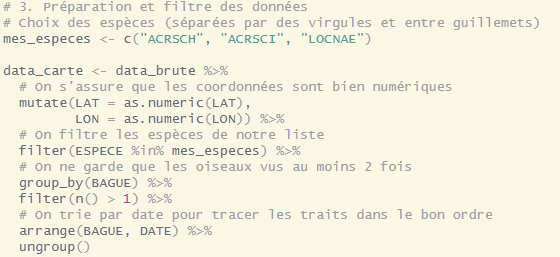 # 3. Préparation et filtre des données
# Choix des espèces (séparées par des virgules et entre guillemets)
mes_especes <- c("ACRSCH", "ACRSCI", "LOCNAE")
data_carte <- data_brute %>%
# On s'assure que les coordonnées sont bien numériques
mutate(LAT = as.numeric(LAT),
LON = as.numeric(LON)) %>%
# On filtre les espèces de notre liste
filter(ESPECE %in% mes_especes) %>%
# On ne garde que les oiseaux vus au moins 2 fois
group_by(BAGUE) %>%
filter(n() > 1) %>%
# On trie par date pour tracer les traits dans le bon ordre
arrange(BAGUE, DATE) %>%
ungroup()